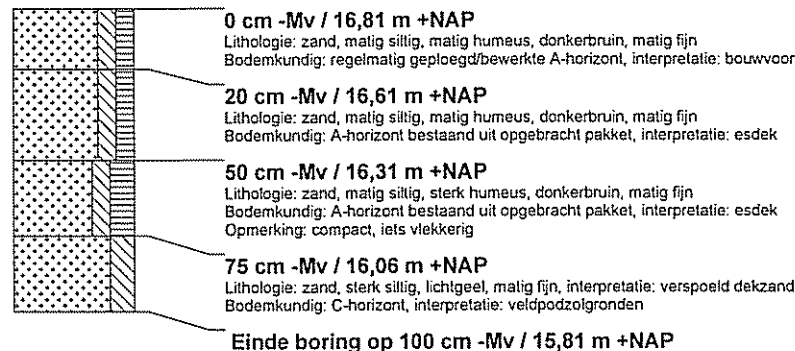 0 cm -Mv / 16,81 m +NAP
Lithologie: zand, matig siltig, matig humeus, donkerbruin, matig fijn
Bodemkundig: regelmatig geploegd/bewerkte A-horizont, interpretatie: bouwvoor
20 cm -Mv / 16,61 m +NAP
Lithologie: zand, matig siltig, matig humeus, donkerbruin, matig fijn
Bodemkundig: A-horizont bestaand uit opgebracht pakket, interpretatie: esdek
50 cm -Mv / 16,31 m +NAP
Lithologie: zand, matig siltig, sterk humeus, donkerbruin, matig fijn
Bodemkundig: A-horizont bestaand uit opgebracht pakket, interpretatie: esdek
Opmerking: compact, iets vlekkerig
75 cm -Mv / 16,06 m +NAP
Lithologie: zand, sterk siltig, lichtgeel, matig fijn, interpretatie: verspoeld dekzand
Bodemkundig: C-horizont, interpretatie: veldpodzolgronden
Einde boring op 100 cm -Mv / 15,81 m +NAP